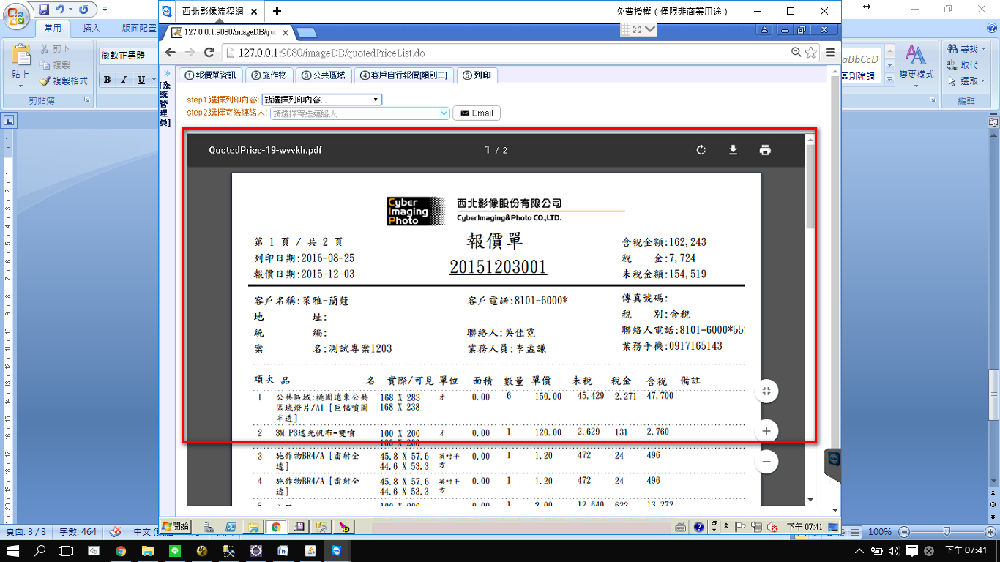 常用
插入
版面配置
西北影像流程網
免費授權（僅限非商業用途）
127.0.0.1:9080/imageDB/quo
127.0.0.1:9080/imageDB/quotedPriceList.do
貼上
剪下
複製
複製格式
剪貼簿
微軟正黑體
B I U
BbCcD
區別強調
變更樣式
尋找
取代
選取
編輯
[系統管理員]
①報價單資訊
②施作物
③公共區域
④客戶自行報價[類別三]
⑤列印
step1.選擇列印內容:
請選擇列印內容...
step2.選擇寄送連絡人:
請選擇寄送連絡人
Email
QuotedPrice-19-wvvkh.pdf
1 / 2
Cyber
Imaging
Photo
西北影像股份有限公司
CyberImaging&Photo CO.,LTD.
第 1 頁 / 共 2 頁
報價單
含稅金額:162,243
列印日期:2016-08-25
20151203001
稅 金:7,724
報價日期:2015-12-03
未稅金額:154,519
客戶名稱:萊雅-蘭蔻
客戶電話:8101-6000*
傳真號碼:
地 址:
稅 別:含稅
統 編:
聯絡人:吳佳霓
聯絡人電話:8101-6000*552
案 名:測試專案1203
業務人員:李孟謙
業務手機:0917165143
項次 品 名 實際/可見 單位 面積 數量 單價 未稅 稅金 含稅 備註
1 公共區域:桃園遠東公共 168 X 283 才 0.00 6 150.00 45,429 2,271 47,700
區域燈片/A1 [巨幅噴圖 168 X 238
半透]
2 3M P3透光帆布-雙噴 100 X 200 才 0.00 1 120.00 2,629 131 2,760
100 X 200
3 施作物BR4/A [雷射全 45.8 X 57.6 英吋平 0.00 1 1.20 472 24 496
透] 44.6 X 53.3 方
4 施作物BR4/A [雷射全 45.8 X 57.6 英吋平 0.00 1 1.20 472 24 496
透] 44.6 X 53.3 方
5 100 X 200 0.00 1 2.00 12,640 632 13,272
開始
下午 07:41
頁面: 3 / 3
字數: 464
中文
100%
下午 07:41